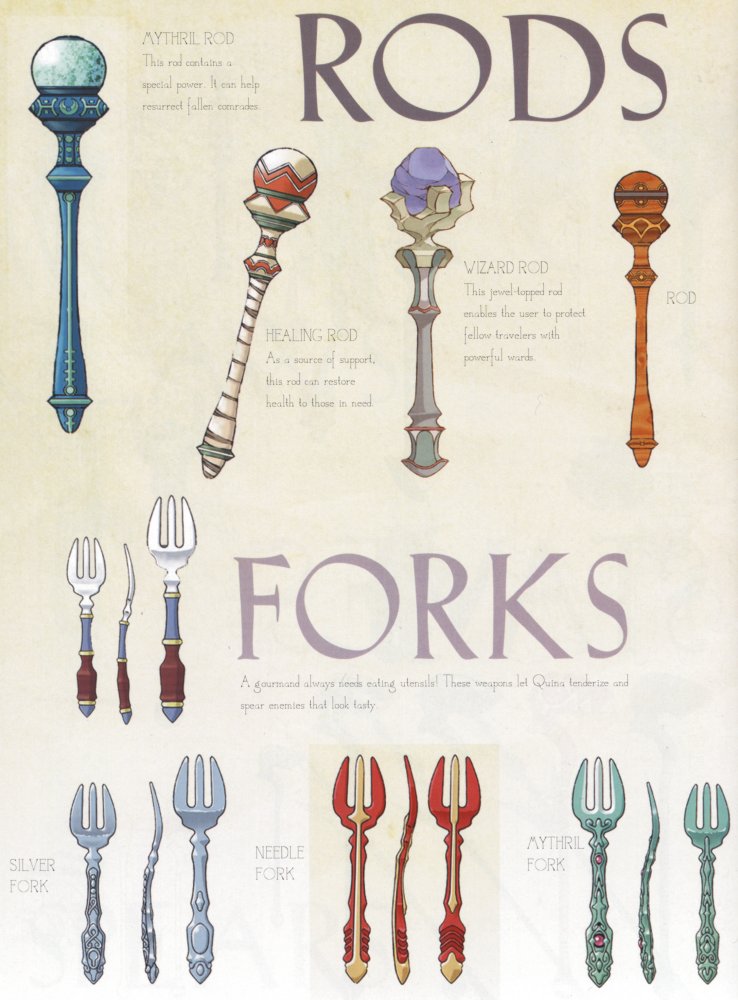 RODS
MYTHRIL ROD
This rod contains a
special power. It can help
resurrect fallen comrades.
HEALING ROD
As a source of support,
this rod can restore
health to those in need.
WIZARD ROD
This jewel-topped rod
enables the user to protect
fellow travelers with
powerful wards.
ROD
FORKS
A gourmand always needs eating utensils! These weapons let Quina tenderize and
spear enemies that look tasty.
SILVER
FORK
NEEDLE
FORK
MYTHRIL
FORK